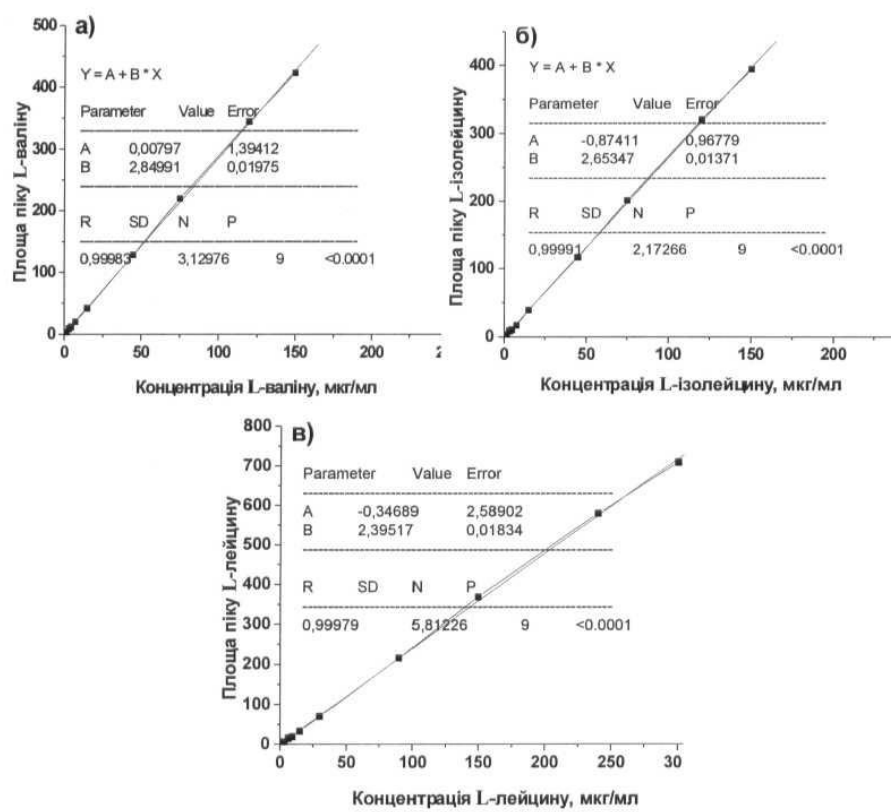 а)
Y = A + B * X
Parameter Value Error
A 0,00797 1,39412
B 2,84991 0,01975
R SD N P
0,99983 3,12976 9 <0.0001
500
400
300
200
100
0
0 50 100 150 200
Площа піку L-валіну
Концентрація L-валіну, мкг/мл
б)
Y = A + B * X
Parameter Value Error
A -0,87411 0,96779
B 2,65347 0,01371
R SD N P
0,99991 2,17266 9 <0.0001
400
300
200
100
0
0 50 100 150 200
Площа піку L-ізолейцину
Концентрація L-ізолейцину, мкг/мл
в)
Parameter Value Error
A -0,34689 2,58902
B 2,39517 0,01834
R SD N P
0,99979 5,81226 9 <0.0001
800
700
600
500
400
300
200
100
0
0 50 100 150 200 250 30
Площа піку L-лейцину
Концентрація L-лейцину, мкг/мл